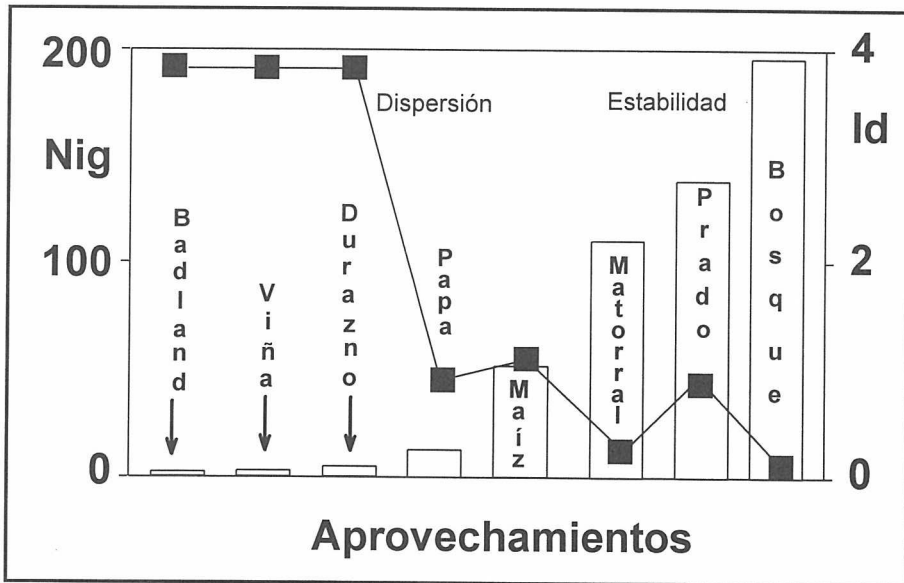 200
4
Dispersión
Estabilidad
Nig
Id
Badland
Viña
Durazno
Papa
Maíz
Matorral
Prado
Bosque
100
2
0
0
Aprovechamientos